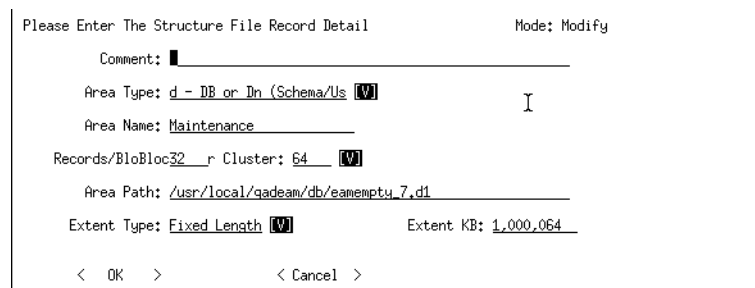 Please Enter The Structure File Record Detail Mode: Modify
Comment:
Area Type: d - DB or Dn (Schema/Us [V]
Area Name: Maintenance
Records/BloBloc32 r Cluster: 64 [V]
Area Path: /usr/local/qadeam/db/eamempty_7.d1
Extent Type: Fixed Length [V] Extent KB: 1,000,064
< OK > < Cancel >